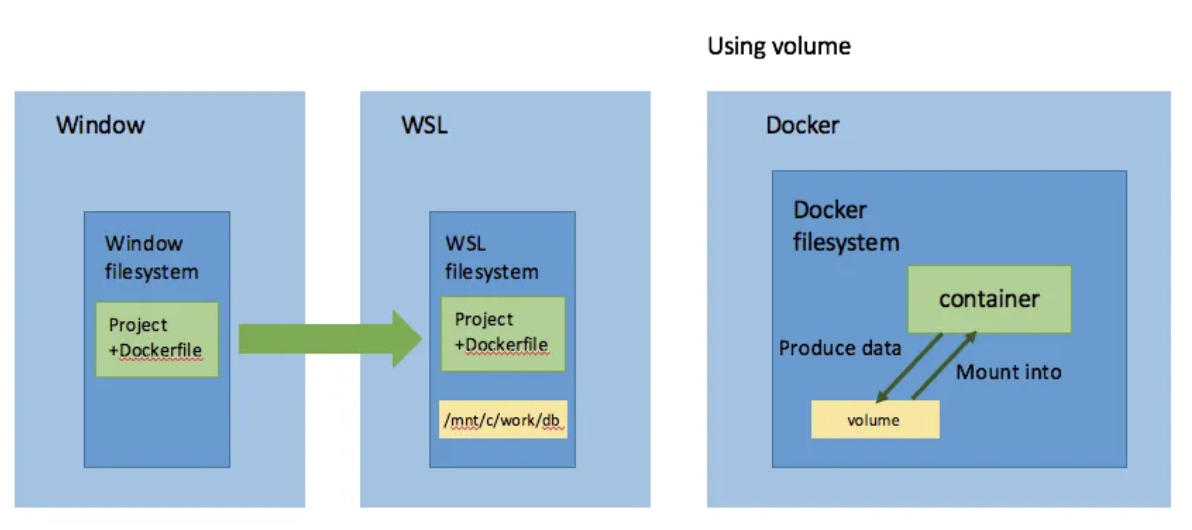 Using volume
Window
Window
filesystem
Project
+Dockerfile
WSL
WSL
filesystem
Project
+Dockerfile
/mnt/c/work/db
Docker
Docker
filesystem
container
Produce data
Mount into
volume